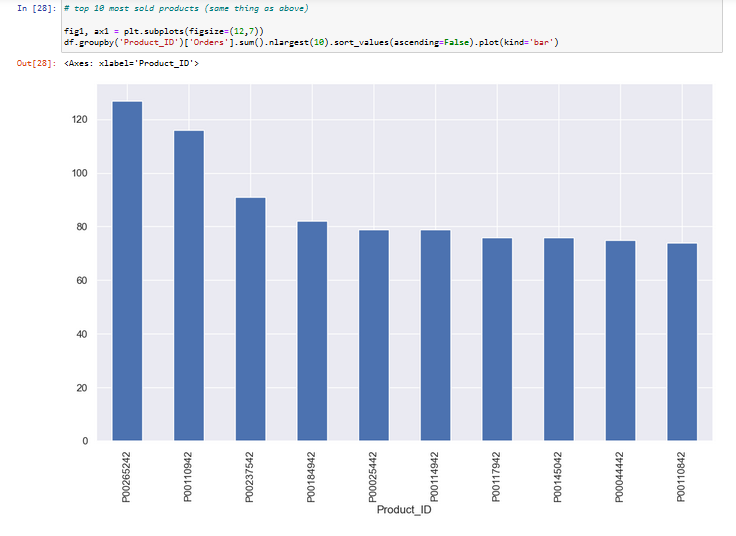 In [28]: # top 10 most sold products (same thing as above)
fig1, ax1 = plt.subplots(figsize=(12,7))
df.groupby('Product_ID')['Orders'].sum().nlargest(10).sort_values(ascending=False).plot(kind='bar')
Out[28]: <Axes: xlabel='Product_ID'>
120
100
80
60
40
20
0
P00265242
P00110942
P00237542
P00184942
P00025442
P00114942
P00117942
P00145042
P00044442
P00110842
Product_ID